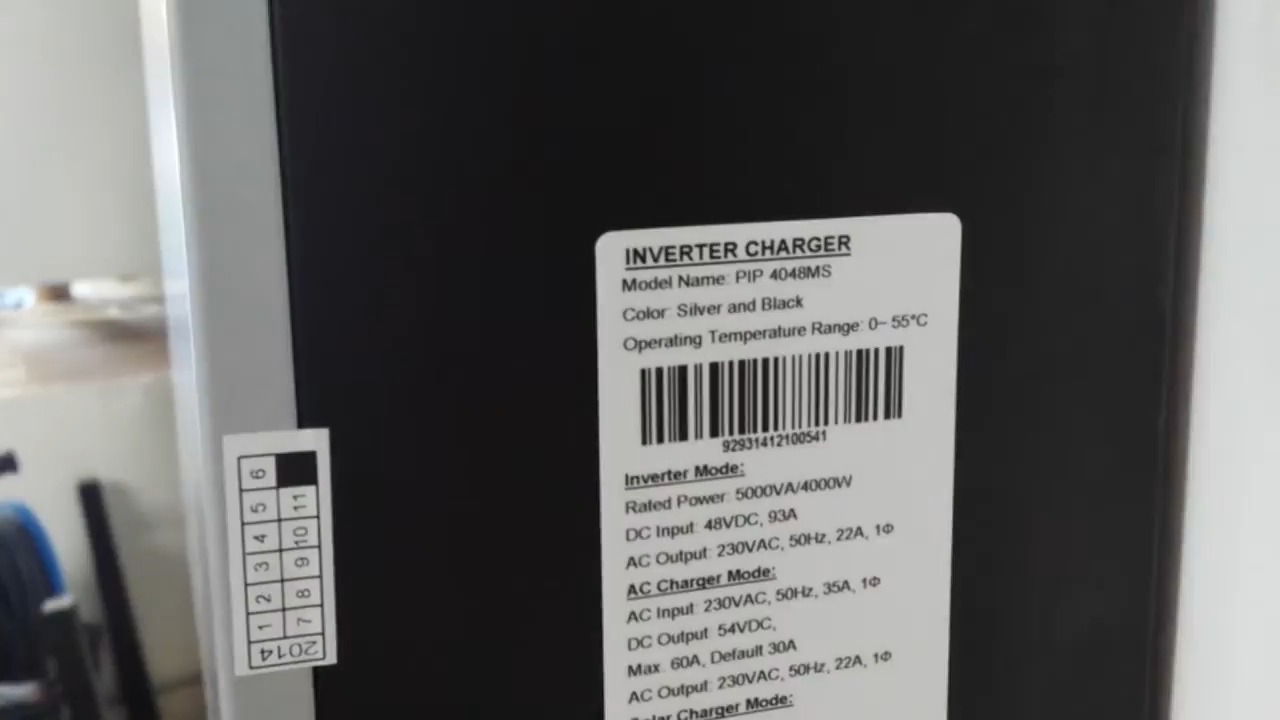 INVERTER CHARGER
Model Name: PIP 4048MS
Color: Silver and Black
Operating Temperature Range: 0~ 55°C
92931412100541
Inverter Mode:
Rated Power: 5000VA/4000W
DC Input: 48VDC, 93A
AC Output: 230VAC, 50Hz, 22A, 1Φ
AC Charger Mode:
AC Input: 230VAC, 50Hz, 35A, 1Φ
DC Output: 54VDC,
Max. 60A, Default 30A
AC Output: 230VAC, 50Hz, 22A, 1Φ
Solar Charger Mode:
2014
1 2 3 4 5 6
7 8 9 10 11